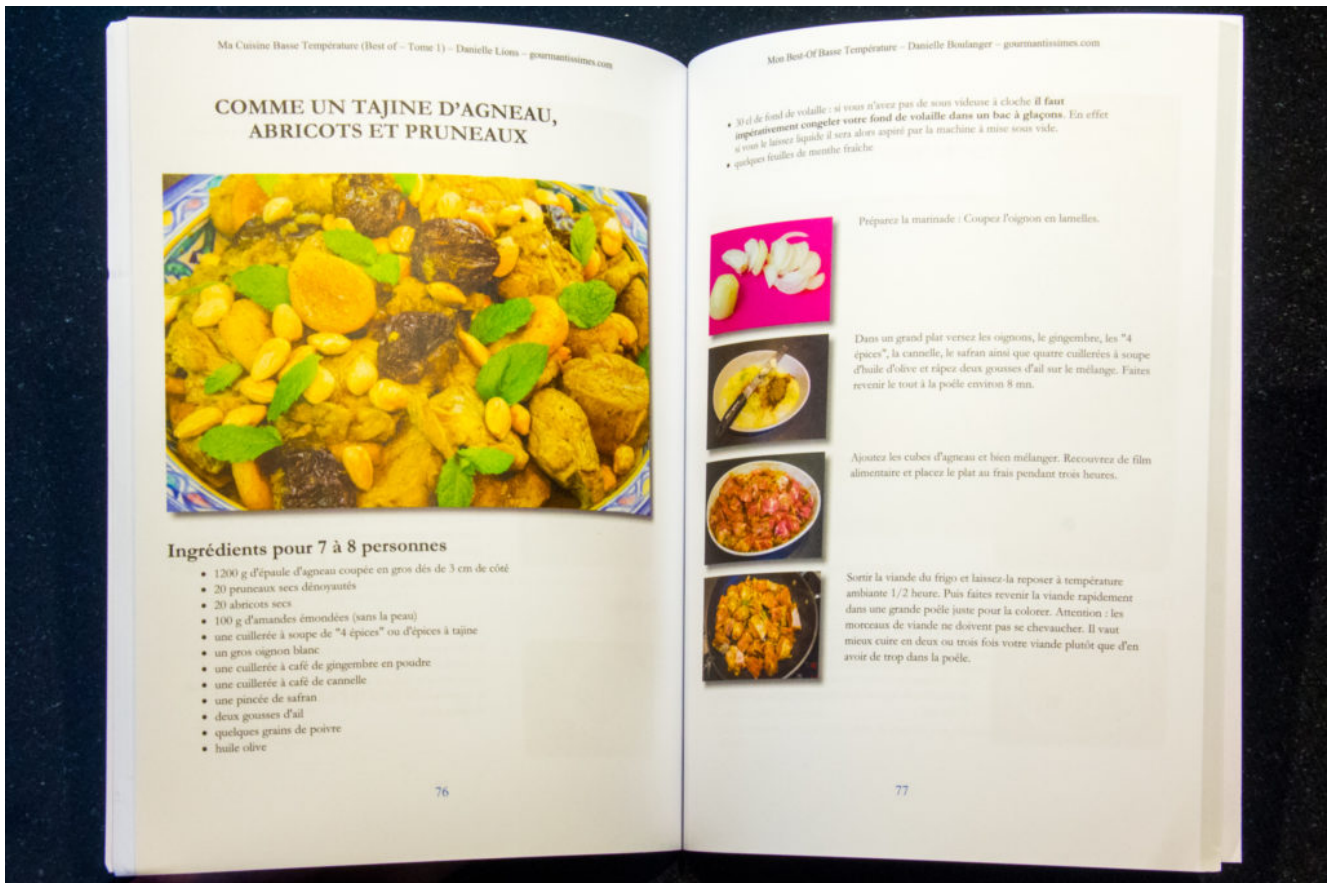 Ma Cuisine Basse Température (Best of – Tome 1) – Danielle Lions – gourmantissimes.com
COMME UN TAJINE D'AGNEAU,
ABRICOTS ET PRUNEAUX
Ingrédients pour 7 à 8 personnes
• 1200 g d'épaule d'agneau coupée en gros dés de 3 cm de côté
• 20 pruneaux secs dénoyautés
• 20 abricots secs
• 100 g d'amandes émondées (sans la peau)
• une cuillerée à soupe de "4 épices" ou d'épices à tajine
• un gros oignon blanc
• une cuillerée à café de gingembre en poudre
• une cuillerée à café de cannelle
• une pincée de safran
• deux gousses d'ail
• quelques grains de poivre
• huile olive
76
Mon Best-Of Basse Température – Danielle Boulanger – gourmantissimes.com
• 30 cl de fond de volaille : si vous n'avez pas de sous videuse à cloche il faut
impérativement congeler votre fond de volaille dans un bac à glaçons. En effet
si vous le laissez liquide il sera alors aspiré par la machine à mise sous vide.
• quelques feuilles de menthe fraîche
Préparez la marinade : Coupez l'oignon en lamelles.
Dans un grand plat versez les oignons, le gingembre, les "4
épices", la cannelle, le safran ainsi que quatre cuillerées à soupe
d'huile d'olive et râpez deux gousses d'ail sur le mélange. Faites
revenir le tout à la poêle environ 8 mn.
Ajoutez les cubes d'agneau et bien mélanger. Recouvrez de film
alimentaire et placez le plat au frais pendant trois heures.
Sortir la viande du frigo et laissez-la reposer à température
ambiante 1/2 heure. Puis faites revenir la viande rapidement
dans une grande poêle juste pour la colorer. Attention : les
morceaux de viande ne doivent pas se chevaucher. Il vaut
mieux cuire en deux ou trois fois votre viande plutôt que d'en
avoir de trop dans la poêle.
77